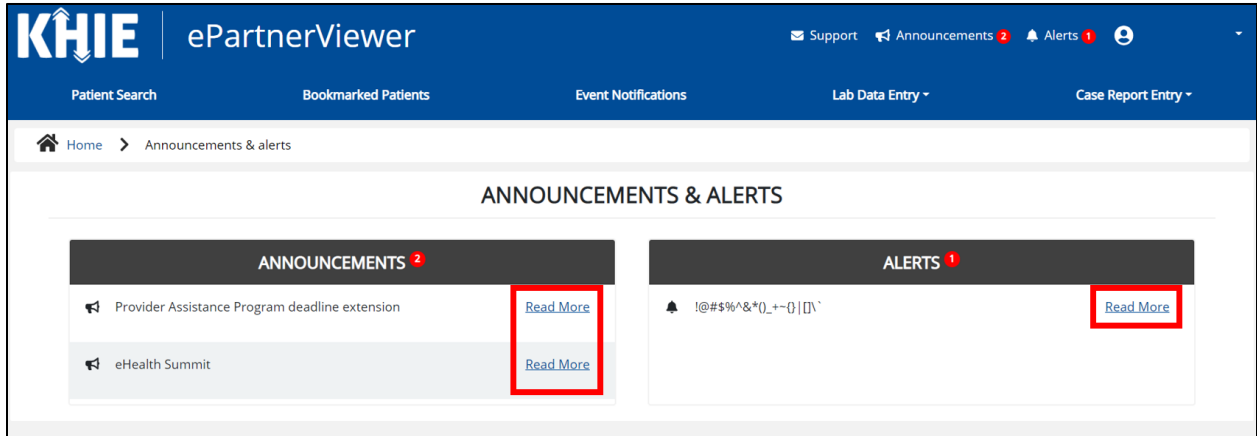 KHIE ePartnerViewer Support Announcements 2 Alerts 1
Patient Search Bookmarked Patients Event Notifications Lab Data Entry Case Report Entry
Home Announcements & alerts
ANNOUNCEMENTS & ALERTS
ANNOUNCEMENTS 2
Provider Assistance Program deadline extension Read More
eHealth Summit Read More
ALERTS 1
!@#$%^&*()_+~{}|[]\` Read More